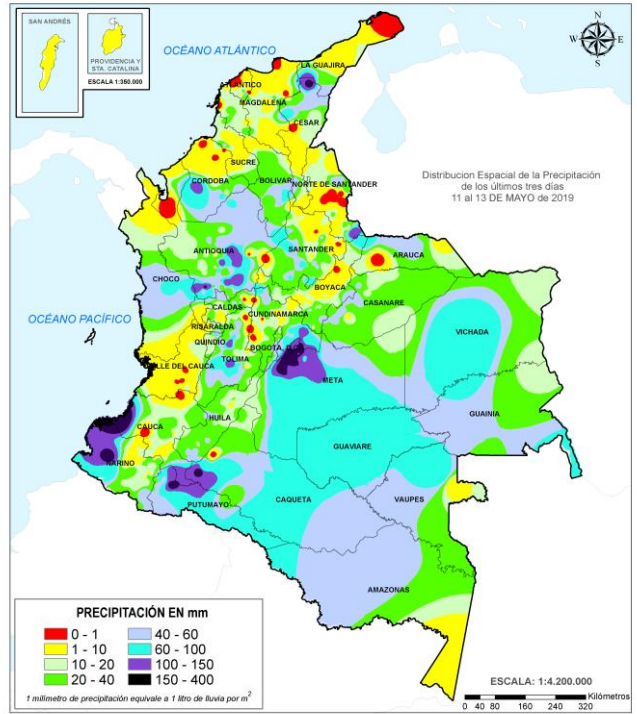 SAN ANDRÉS
PROVIDENCIA Y
STA. CATALINA
ESCALA 1:350.000
OCÉANO ATLÁNTICO
N
W E
S
LA GUAJIRA
ATLÁNTICO
MAGDALENA
CESAR
SUCRE
CORDOBA
BOLIVAR
NORTE DE SANTANDER
Distribucion Espacial de la Precipitación
de los últimos tres días
11 al 13 DE MAYO de 2019
ANTIOQUIA
SANTANDER
ARAUCA
CHOCO
BOYACA
CASANARE
OCÉANO PACÍFICO
CALDAS
CUNDINAMARCA
RISARALDA
VICHADA
QUINDIO
BOGOTA, D.C.
TOLIMA
VALLE DEL CAUCA
META
GUAINIA
HUILA
CAUCA
GUAVIARE
NARIÑO
CAQUETA
VAUPES
PUTUMAYO
AMAZONAS
PRECIPITACIÓN EN mm
0 - 1 40 - 60
1 - 10 60 - 100
10 - 20 100 - 150
20 - 40 150 - 400
1 milimetro de precipitación equivale a 1 litro de lluvia por m²
ESCALA: 1:4.200.000
Kilómetros
0 40 80 160 240 320